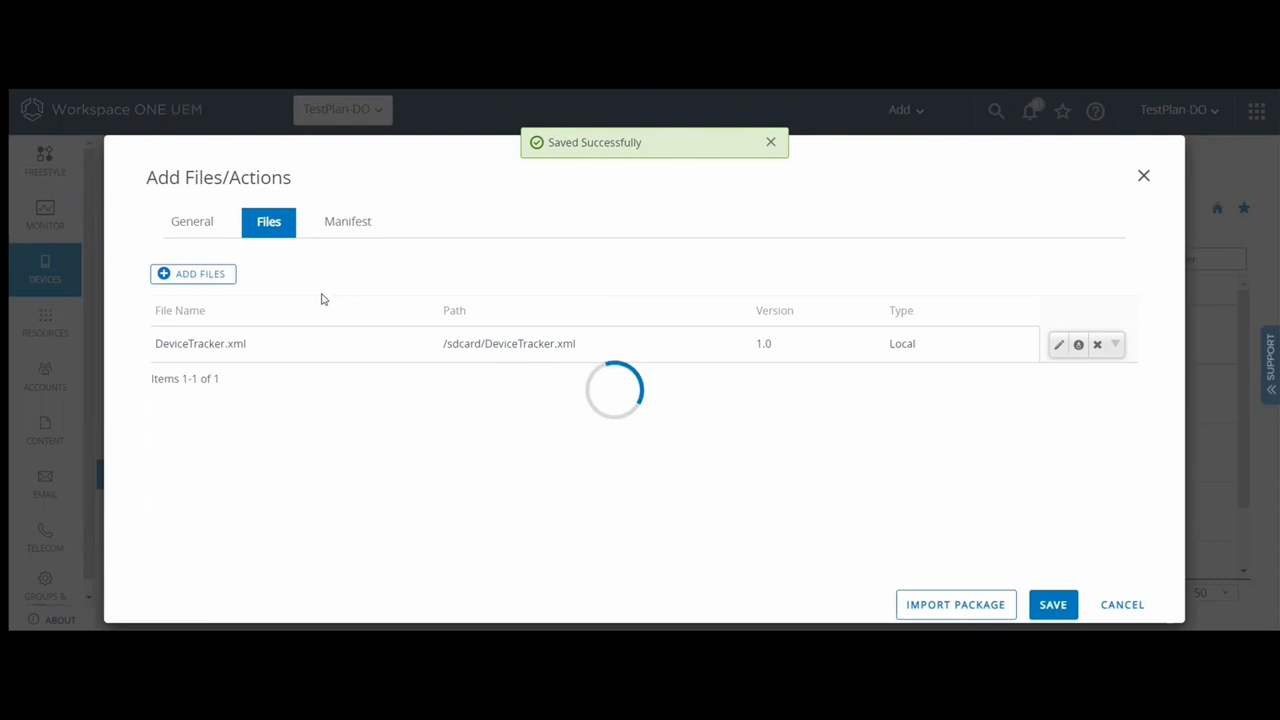 Workspace ONE UEM
TestPlan-DO
Add
TestPlan-DO
Saved Successfully
FREESTYLE
MONITOR
DEVICES
RESOURCES
ACCOUNTS
CONTENT
EMAIL
TELECOM
GROUPS &
ABOUT
Add Files/Actions
General
Files
Manifest
ADD FILES
File Name
Path
Version
Type
DeviceTracker.xml
/sdcard/DeviceTracker.xml
1.0
Local
Items 1-1 of 1
IMPORT PACKAGE
SAVE
CANCEL
50
SUPPORT